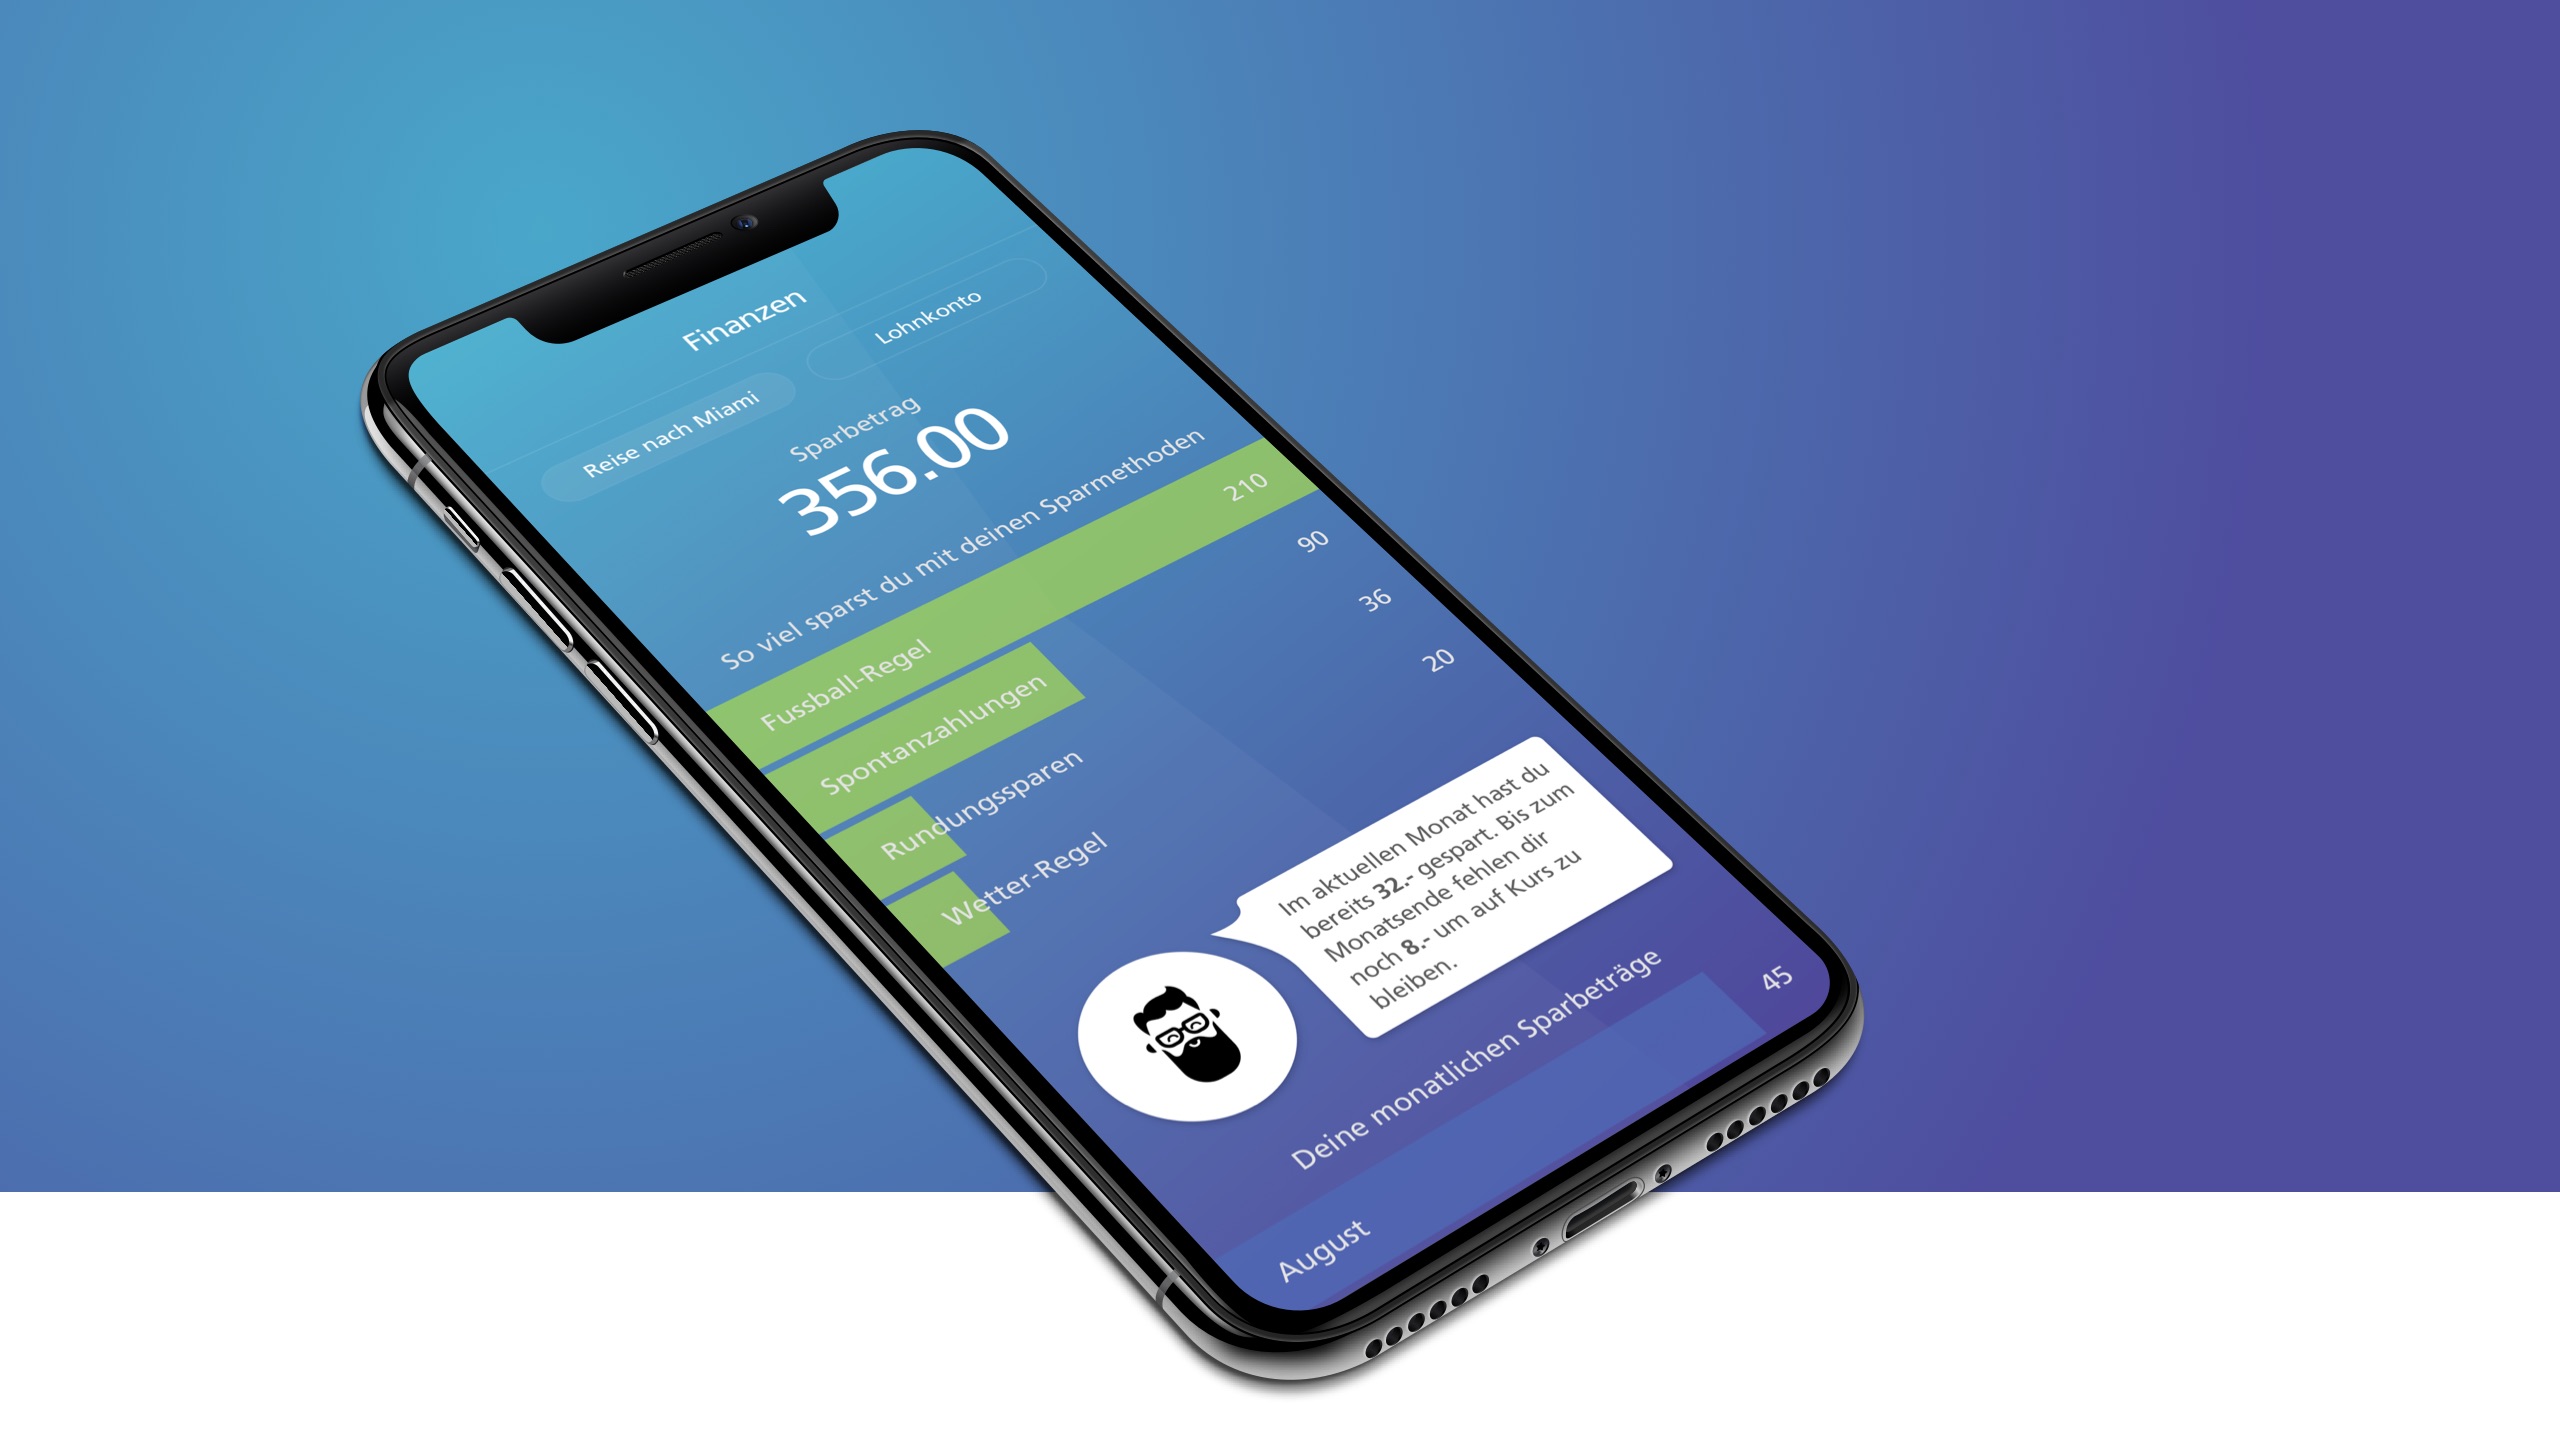 Finanzen
Reise nach Miami
Lohnkonto
Sparbetrag
356.00
So viel sparst du mit deinen Sparmethoden
Fussball-Regel 210
Spontanzahlungen 90
Rundungssparen 36
Wetter-Regel 20
Im aktuellen Monat hast du
bereits 32.- gespart. Bis zum
Monatsende fehlen dir
noch 8.- um auf Kurs zu
bleiben.
Deine monatlichen Sparbeträge
August 45